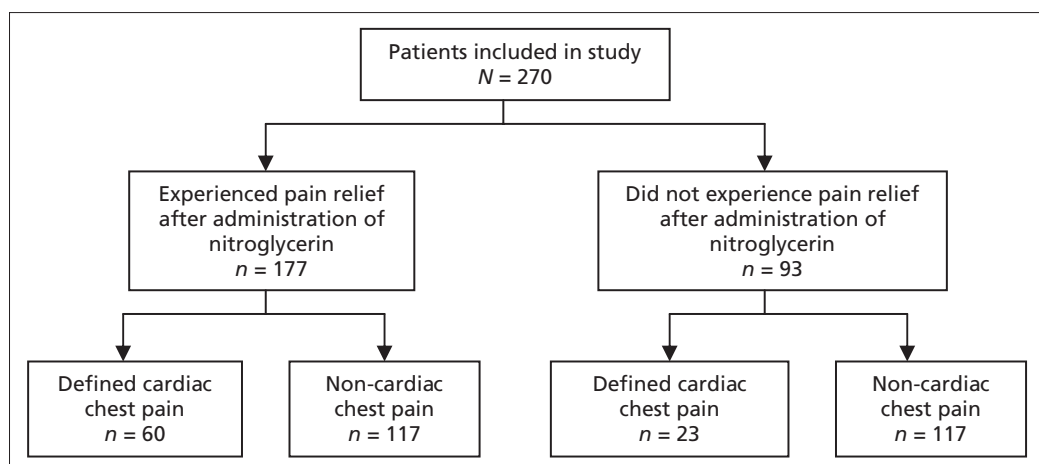 Patients included in study
N = 270
Experienced pain relief
after administration of
nitroglycerin
n = 177
Did not experience pain relief
after administration of
nitroglycerin
n = 93
Defined cardiac
chest pain
n = 60
Non-cardiac
chest pain
n = 117
Defined cardiac
chest pain
n = 23
Non-cardiac
chest pain
n = 117